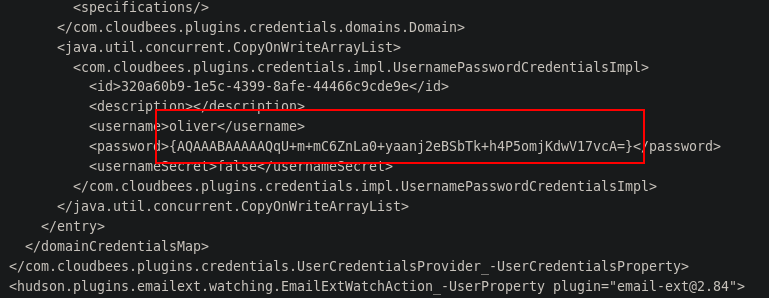 <specifications/>
</com.cloudbees.plugins.credentials.domains.Domain>
<java.util.concurrent.CopyOnWriteArrayList>
<com.cloudbees.plugins.credentials.impl.UsernamePasswordCredentialsImpl>
<id>320a60b9-1e5c-4399-8afe-44466c9cde9e</id>
<description></description>
<username>oliver</username>
<password>{AQAAABAAAAAQqU+m+mC6ZnLa0+yaanj2eBSbTk+h4P5omjKdwV17vcA=}</password>
<usernameSecret>false</usernameSecret>
</com.cloudbees.plugins.credentials.impl.UsernamePasswordCredentialsImpl>
</java.util.concurrent.CopyOnWriteArrayList>
</entry>
</domainCredentialsMap>
</com.cloudbees.plugins.credentials.UserCredentialsProvider_-UserCredentialsProperty>
<hudson.plugins.emailext.watching.EmailExtWatchAction_-UserProperty plugin="email-ext@2.84">